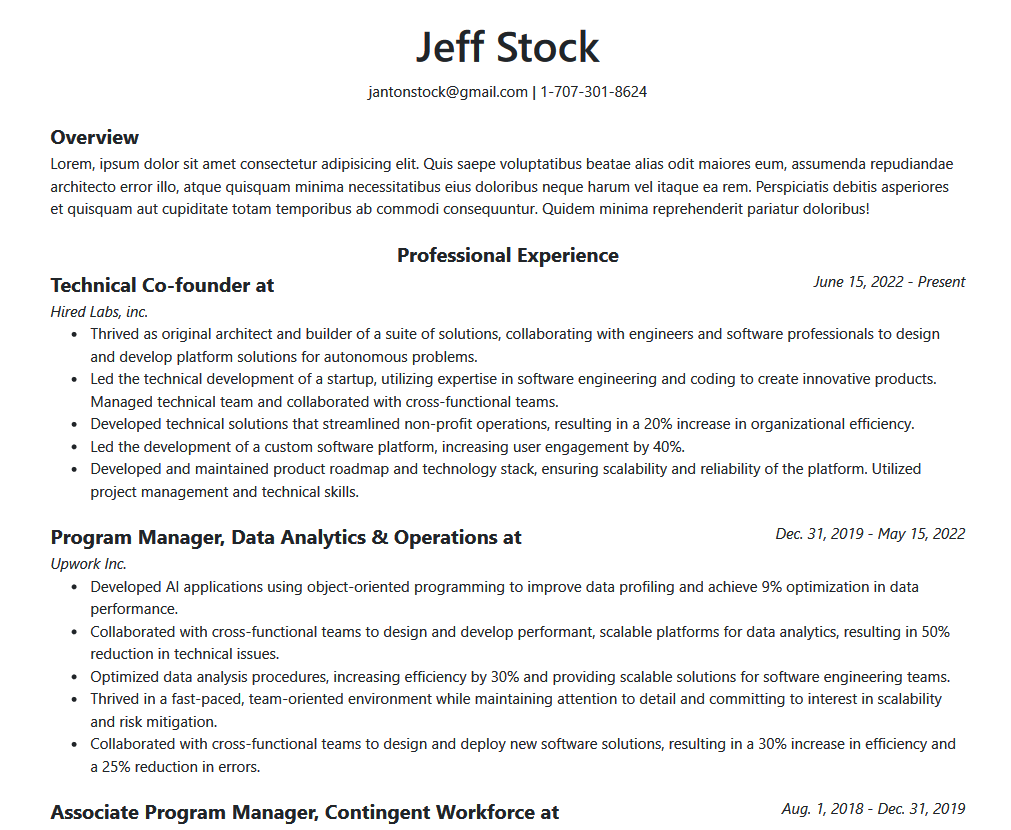 Jeff Stock
jantonstock@gmail.com | 1-707-301-8624
Overview
Lorem, ipsum dolor sit amet consectetur adipisicing elit. Quis saepe voluptatibus beatae alias odit maiores eum, assumenda repudiandae
architecto error illo, atque quisquam minima necessitatibus eius doloribus neque harum vel itaque ea rem. Perspiciatis debitis asperiores
et quisquam aut cupiditate totam temporibus ab commodi consequuntur. Quidem minima reprehenderit pariatur doloribus!
Professional Experience
Technical Co-founder at June 15, 2022 - Present
Hired Labs, inc.
• Thrived as original architect and builder of a suite of solutions, collaborating with engineers and software professionals to design
and develop platform solutions for autonomous problems.
• Led the technical development of a startup, utilizing expertise in software engineering and coding to create innovative products.
Managed technical team and collaborated with cross-functional teams.
• Developed technical solutions that streamlined non-profit operations, resulting in a 20% increase in organizational efficiency.
• Led the development of a custom software platform, increasing user engagement by 40%.
• Developed and maintained product roadmap and technology stack, ensuring scalability and reliability of the platform. Utilized
project management and technical skills.
Program Manager, Data Analytics & Operations at Dec. 31, 2019 - May 15, 2022
Upwork Inc.
• Developed AI applications using object-oriented programming to improve data profiling and achieve 9% optimization in data
performance.
• Collaborated with cross-functional teams to design and develop performant, scalable platforms for data analytics, resulting in 50%
reduction in technical issues.
• Optimized data analysis procedures, increasing efficiency by 30% and providing scalable solutions for software engineering teams.
• Thrived in a fast-paced, team-oriented environment while maintaining attention to detail and committing to interest in scalability
and risk mitigation.
• Collaborated with cross-functional teams to design and deploy new software solutions, resulting in a 30% increase in efficiency and
a 25% reduction in errors.
Associate Program Manager, Contingent Workforce at Aug. 1, 2018 - Dec. 31, 2019